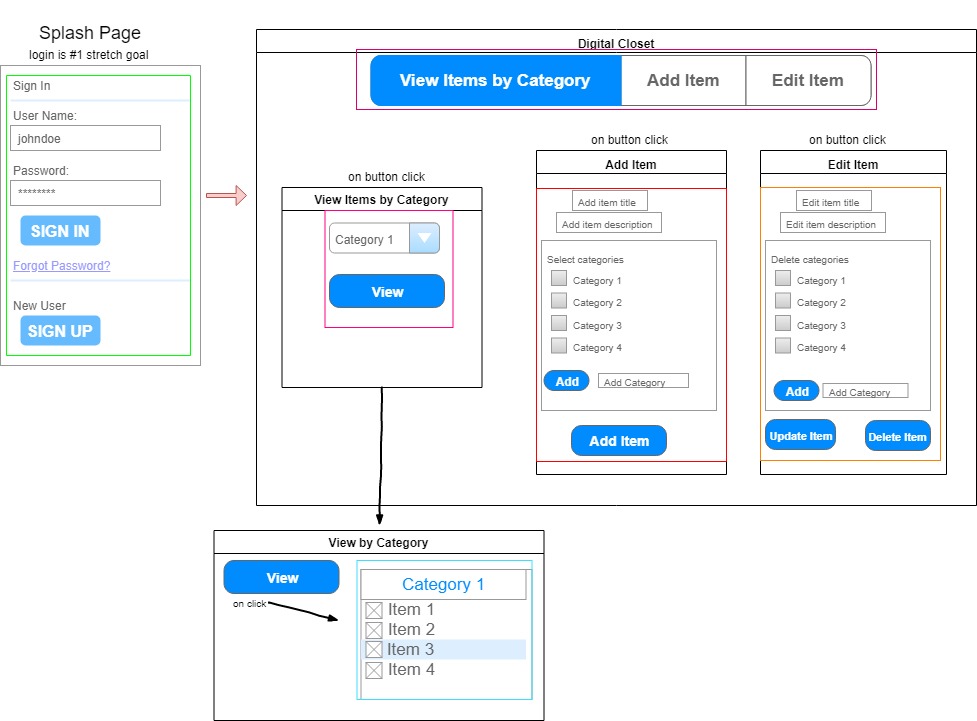 Splash Page
login is #1 stretch goal
Sign In
User Name:
johndoe
Password:
********
SIGN IN
Forgot Password?
New User
SIGN UP
Digital Closet
View Items by Category
Add Item
Edit Item
on button click
View Items by Category
Category 1
View
on button click
Add Item
Add item title
Add item description
Select categories
Category 1
Category 2
Category 3
Category 4
Add
Add Category
Add Item
on button click
Edit Item
Edit item title
Edit item description
Delete categories
Category 1
Category 2
Category 3
Category 4
Add
Add Category
Update Item
Delete Item
View by Category
View
on click
Category 1
Item 1
Item 2
Item 3
Item 4